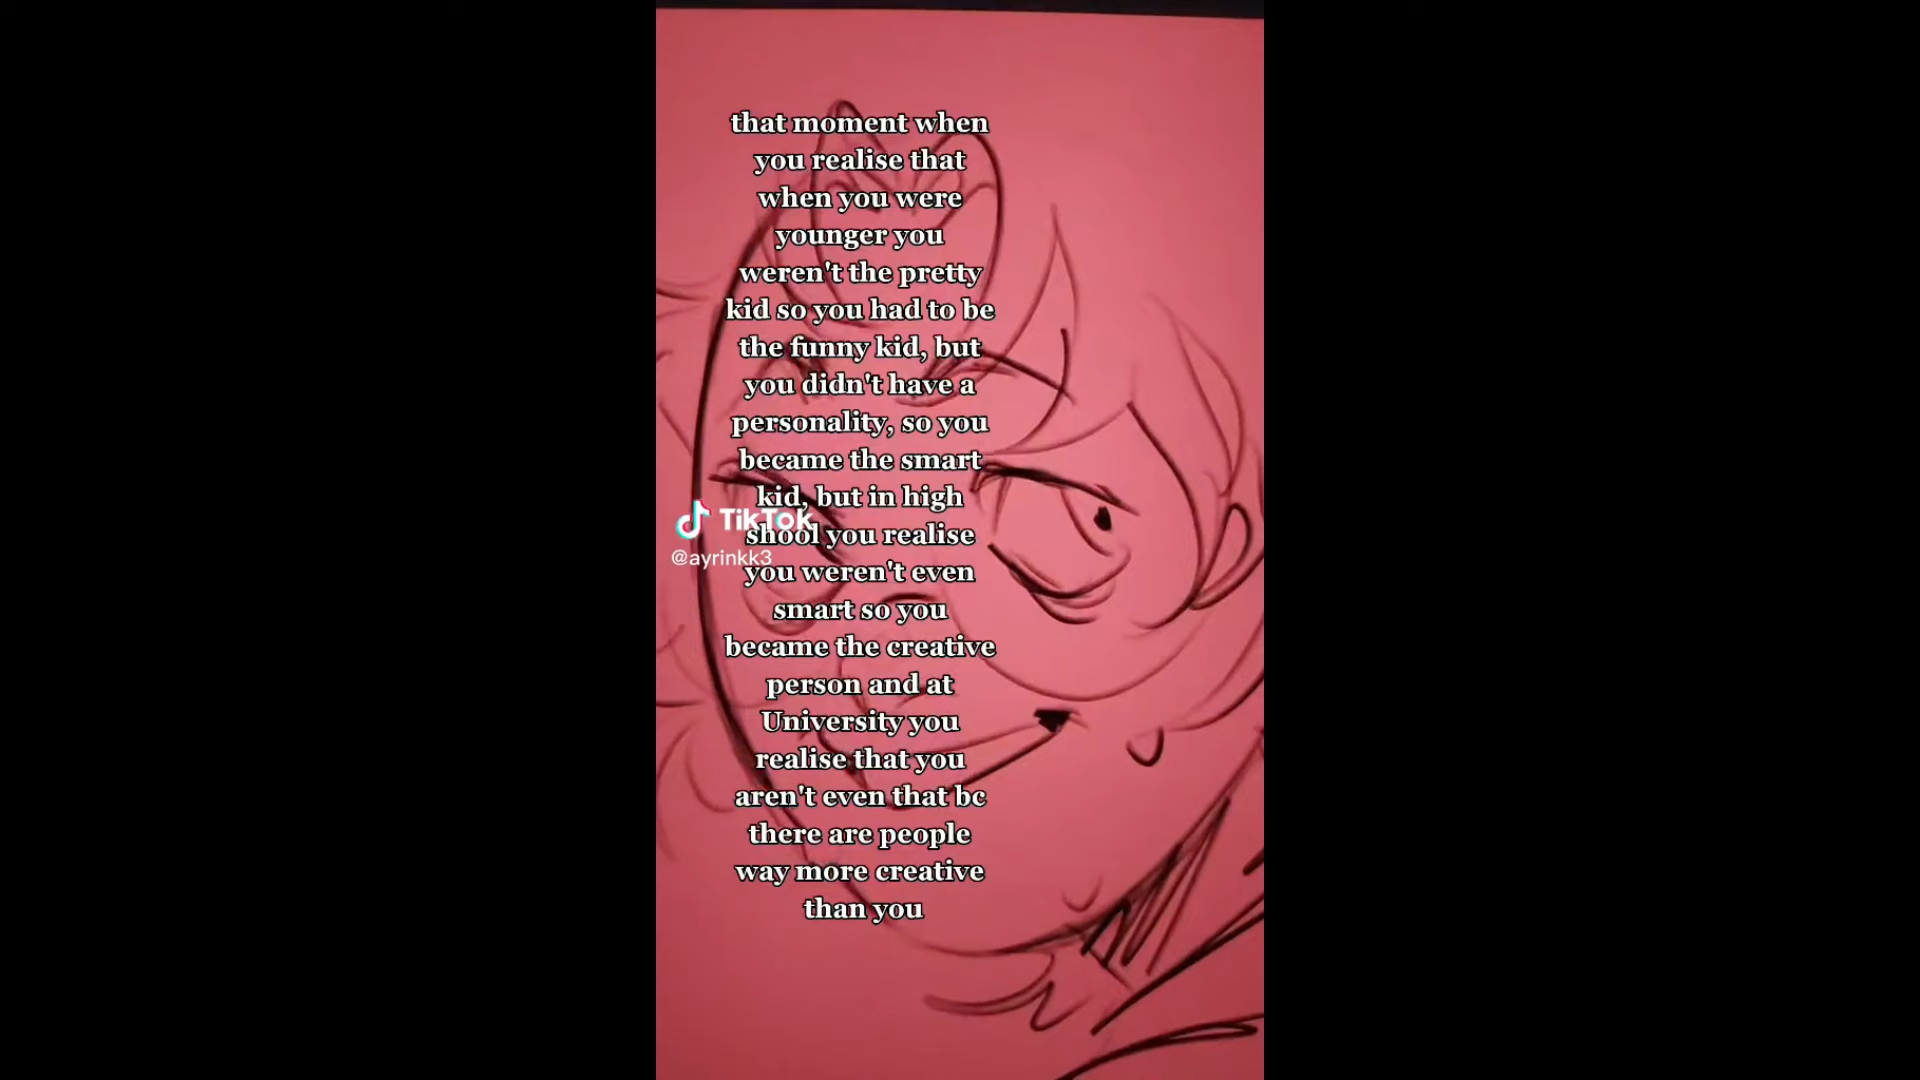 that moment when
you realise that
when you were
younger you
weren't the pretty
kid so you had to be
the funny kid, but
you didn't have a
personality, so you
became the smart
kid, but in high
shool you realise
you weren't even
smart so you
became the creative
person and at
University you
realise that you
aren't even that bc
there are people
way more creative
than you
TikTok
@ayrinkk3